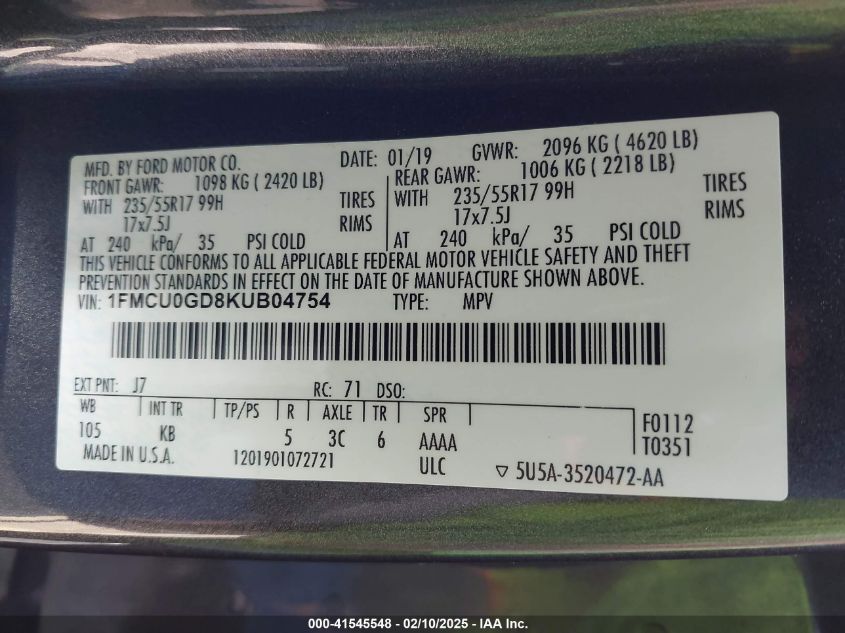 MFD. BY FORD MOTOR CO. DATE: 01/19 GVWR: 2096 KG ( 4620 LB)
FRONT GAWR: 1098 KG ( 2420 LB) REAR GAWR: 1006 KG ( 2218 LB)
WITH 235/55R17 99H TIRES WITH 235/55R17 99H TIRES
17x7.5J RIMS 17x7.5J RIMS
AT 240 kPa/ 35 PSI COLD AT 240 kPa/ 35 PSI COLD
THIS VEHICLE CONFORMS TO ALL APPLICABLE FEDERAL MOTOR VEHICLE SAFETY AND THEFT
PREVENTION STANDARDS IN EFFECT ON THE DATE OF MANUFACTURE SHOWN ABOVE.
VIN: 1FMCU0GD8KUB04754 TYPE: MPV
EXT PNT: J7 RC: 71 DSO:
WB INT TR TP/PS R AXLE TR SPR F0112
105 KB 5 3C 6 AAAA T0351
MADE IN U.S.A. 1201901072721 ULC ▽ 5U5A-3520472-AA
000-41545548 — 02/10/2025 — IAA Inc.